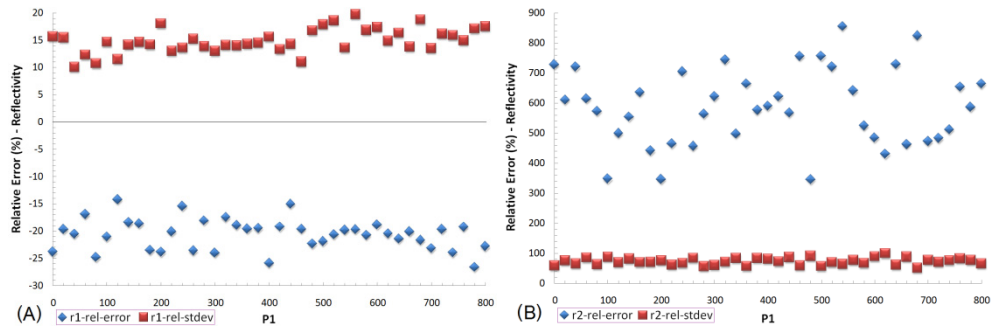 Relative Error (%) - Reflectivity
20
15
10
5
0
-5
-10
-15
-20
-25
-30
0 100 200 300 400 500 600 700 800
P1
(A)
r1-rel-error r1-rel-stdev
Relative Error (%) - Reflectivity
900
800
700
600
500
400
300
200
100
0
0 100 200 300 400 500 600 700 800
P1
(B)
r2-rel-error r2-rel-stdev